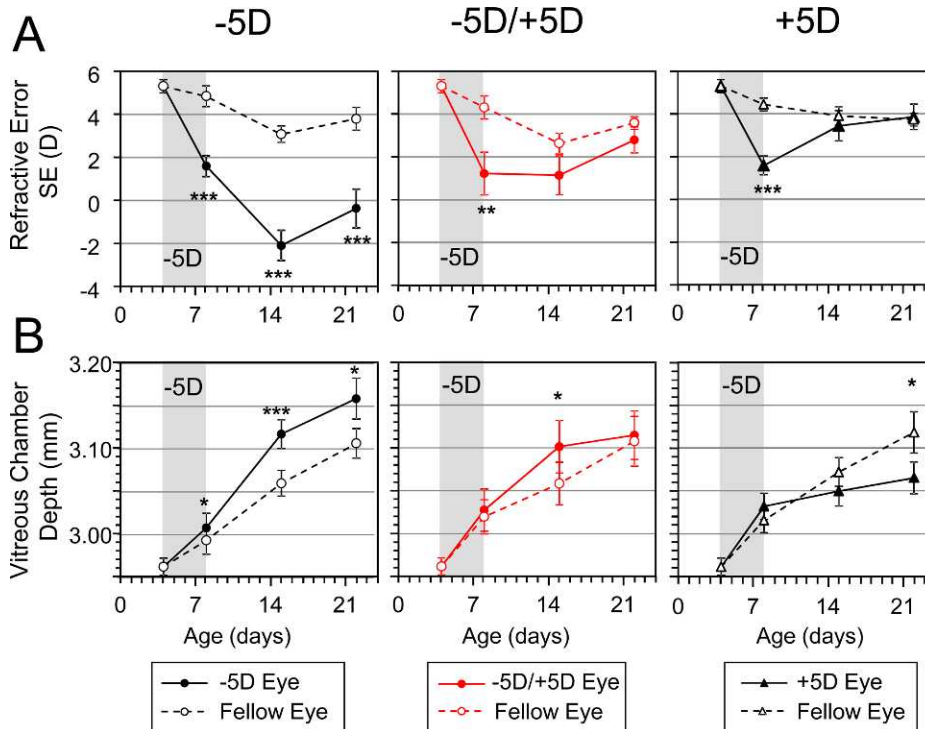 -5D -5D/+5D +5D
A
Refractive Error
SE (D)
6
4
2
0
-2
-4
*** *** ***
-5D
**
-5D
***
-5D
0 7 14 21
0 7 14 21
0 7 14 21
B
Vitreous Chamber
Depth (mm)
3.20
3.10
3.00
-5D
* *** *
-5D
*
-5D
*
0 7 14 21
0 7 14 21
0 7 14 21
Age (days) Age (days) Age (days)
-5D Eye
Fellow Eye
-5D/+5D Eye
Fellow Eye
+5D Eye
Fellow Eye